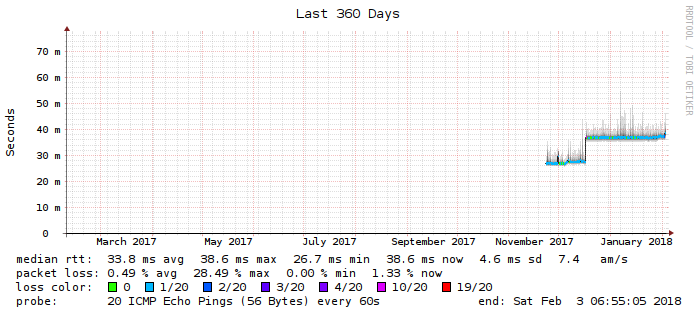 Last 360 Days
RRDTOOL / TOBI OETIKER
Seconds
70 m
60 m
50 m
40 m
30 m
20 m
10 m
0
March 2017 May 2017 July 2017 September 2017 November 2017 January 2018
median rtt: 33.8 ms avg 38.6 ms max 26.7 ms min 38.6 ms now 4.6 ms sd 7.4 am/s
packet loss: 0.49 % avg 28.49 % max 0.00 % min 1.33 % now
loss color: 0 1/20 2/20 3/20 4/20 10/20 19/20
probe: 20 ICMP Echo Pings (56 Bytes) every 60s end: Sat Feb 3 06:55:05 2018